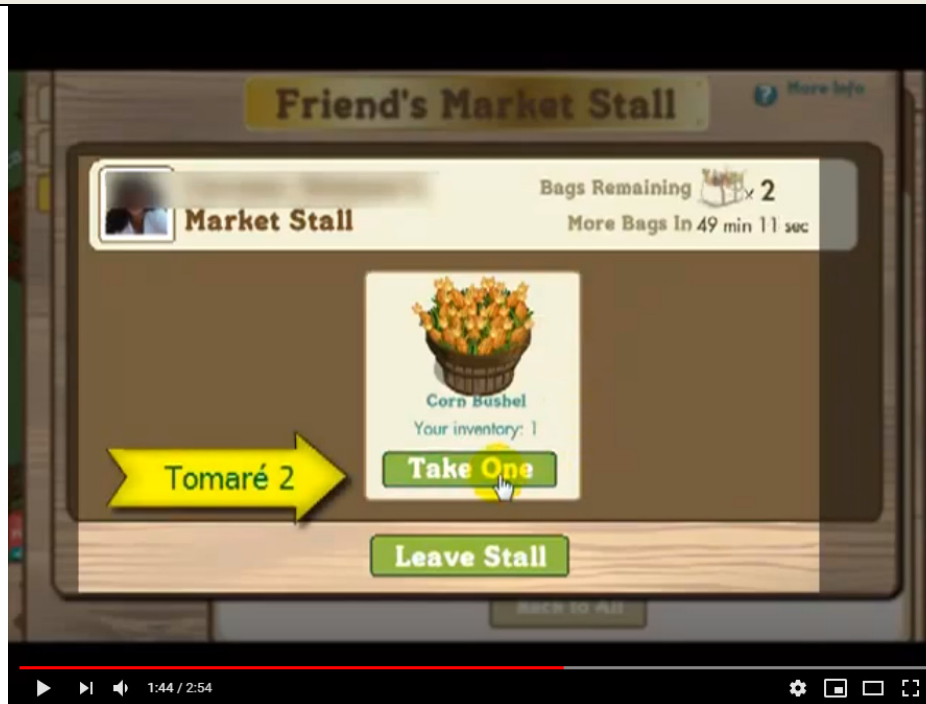 Friend's Market Stall
? More Info
Market Stall
Bags Remaining x 2
More Bags In 49 min 11 sec
Corn Bushel
Your inventory: 1
Take One
Tomaré 2
Leave Stall
Back to All
1:44 / 2:54